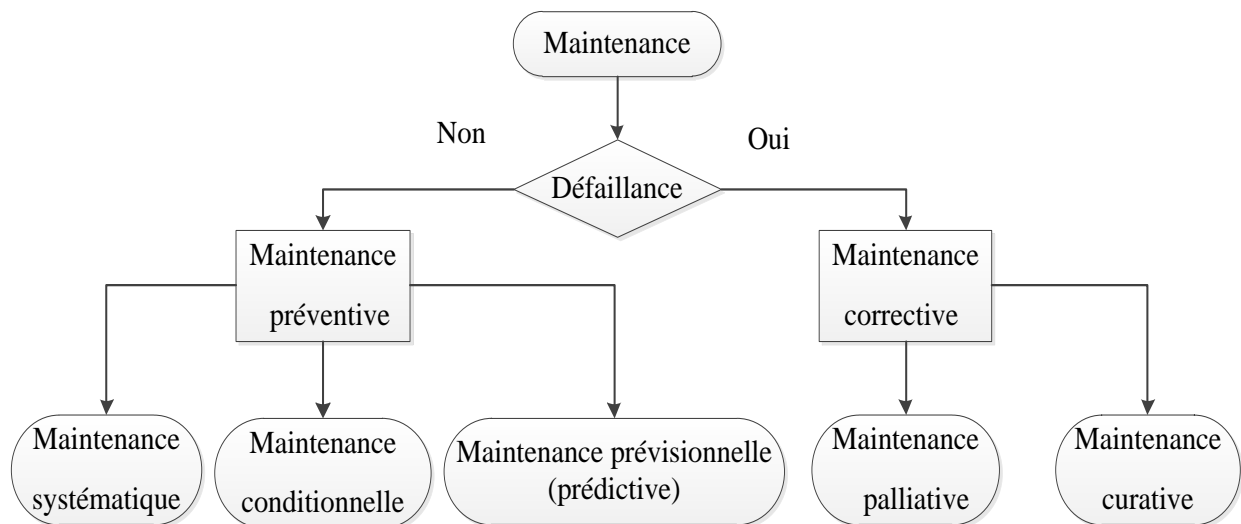 Maintenance
Non
Oui
Défaillance
Maintenance
préventive
Maintenance
corrective
Maintenance
systématique
Maintenance
conditionnelle
Maintenance prévisionnelle
(prédictive)
Maintenance
palliative
Maintenance
curative